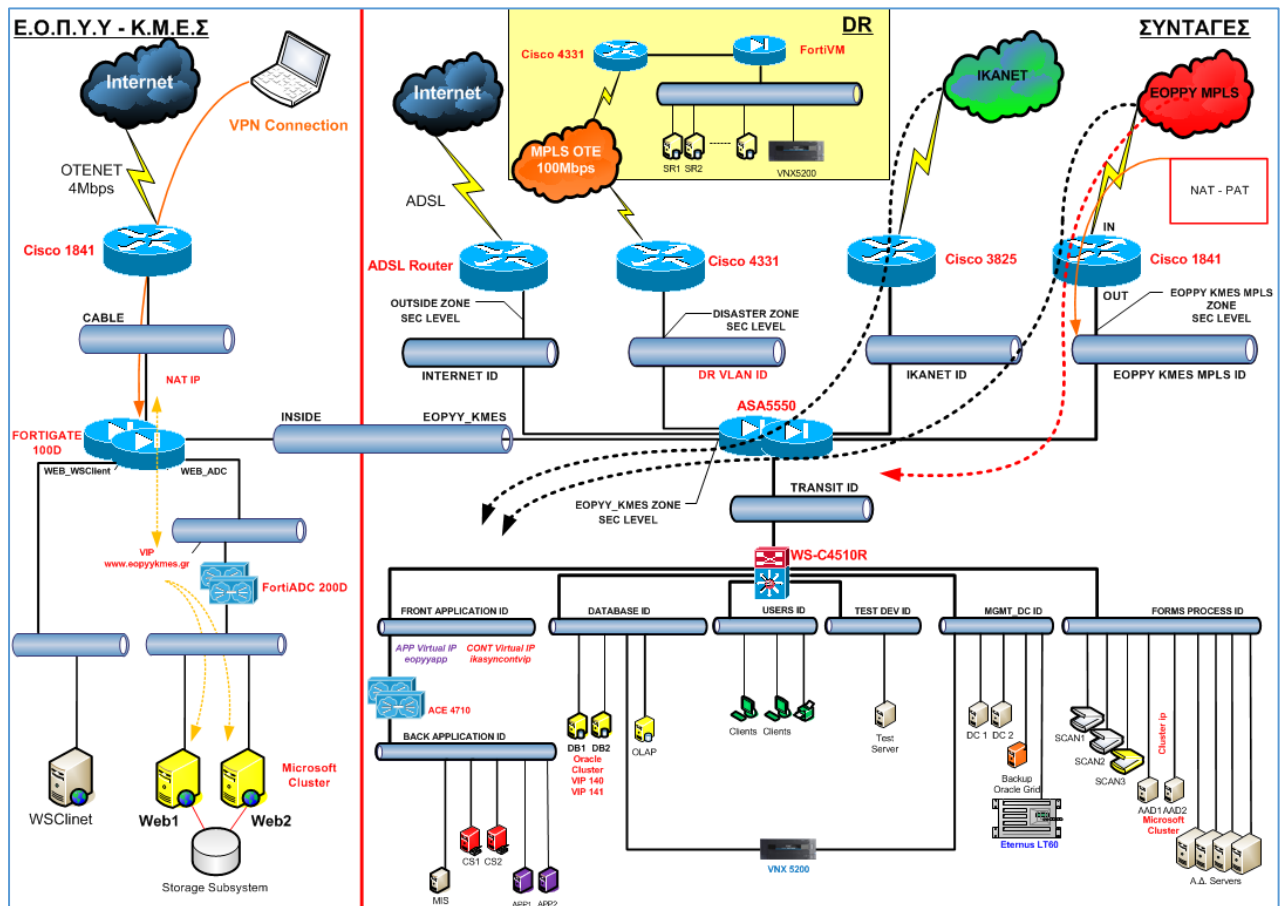 Ε.Ο.Π.Υ.Υ - Κ.Μ.Ε.Σ
Internet
VPN Connection
OTENET
4Mbps
Cisco 1841
CABLE
NAT IP
FORTIGATE
100D
WEB_WSClient
WEB_ADC
INSIDE
EOPYY_KMES
VIP
www.eopyykmes.gr
FortiADC 200D
WSClinet
Web1
Web2
Microsoft
Cluster
Storage Subsystem
DR
Cisco 4331
FortiVM
SR1
SR2
VNX5200
MPLS OTE
100Mbps
ΣΥΝΤΑΓΕΣ
Internet
ADSL
IKANET
EOPPY MPLS
NAT - PAT
IN
OUT
ADSL Router
Cisco 4331
Cisco 3825
Cisco 1841
OUTSIDE ZONE
SEC LEVEL
DISASTER ZONE
SEC LEVEL
EOPPY KMES MPLS
ZONE
SEC LEVEL
INTERNET ID
DR VLAN ID
IKANET ID
EOPPY KMES MPLS ID
ASA5550
EOPYY_KMES ZONE
SEC LEVEL
TRANSIT ID
WS-C4510R
FRONT APPLICATION ID
DATABASE ID
USERS ID
TEST DEV ID
MGMT_DC ID
FORMS PROCESS ID
APP Virtual IP
eopyyapp
CONT Virtual IP
ikasyncontvip
ACE 4710
BACK APPLICATION ID
DB1
DB2
Oracle
Cluster
VIP 140
VIP 141
OLAP
Clients
Clients
Test
Server
DC 1
DC 2
Backup
Oracle Grid
Eternus LT60
SCAN1
SCAN2
SCAN3
Cluster ip
AAD1
AAD2
Microsoft
Cluster
Α.Δ. Servers
MIS
CS1
CS2
APP1
APP2
VNX 5200